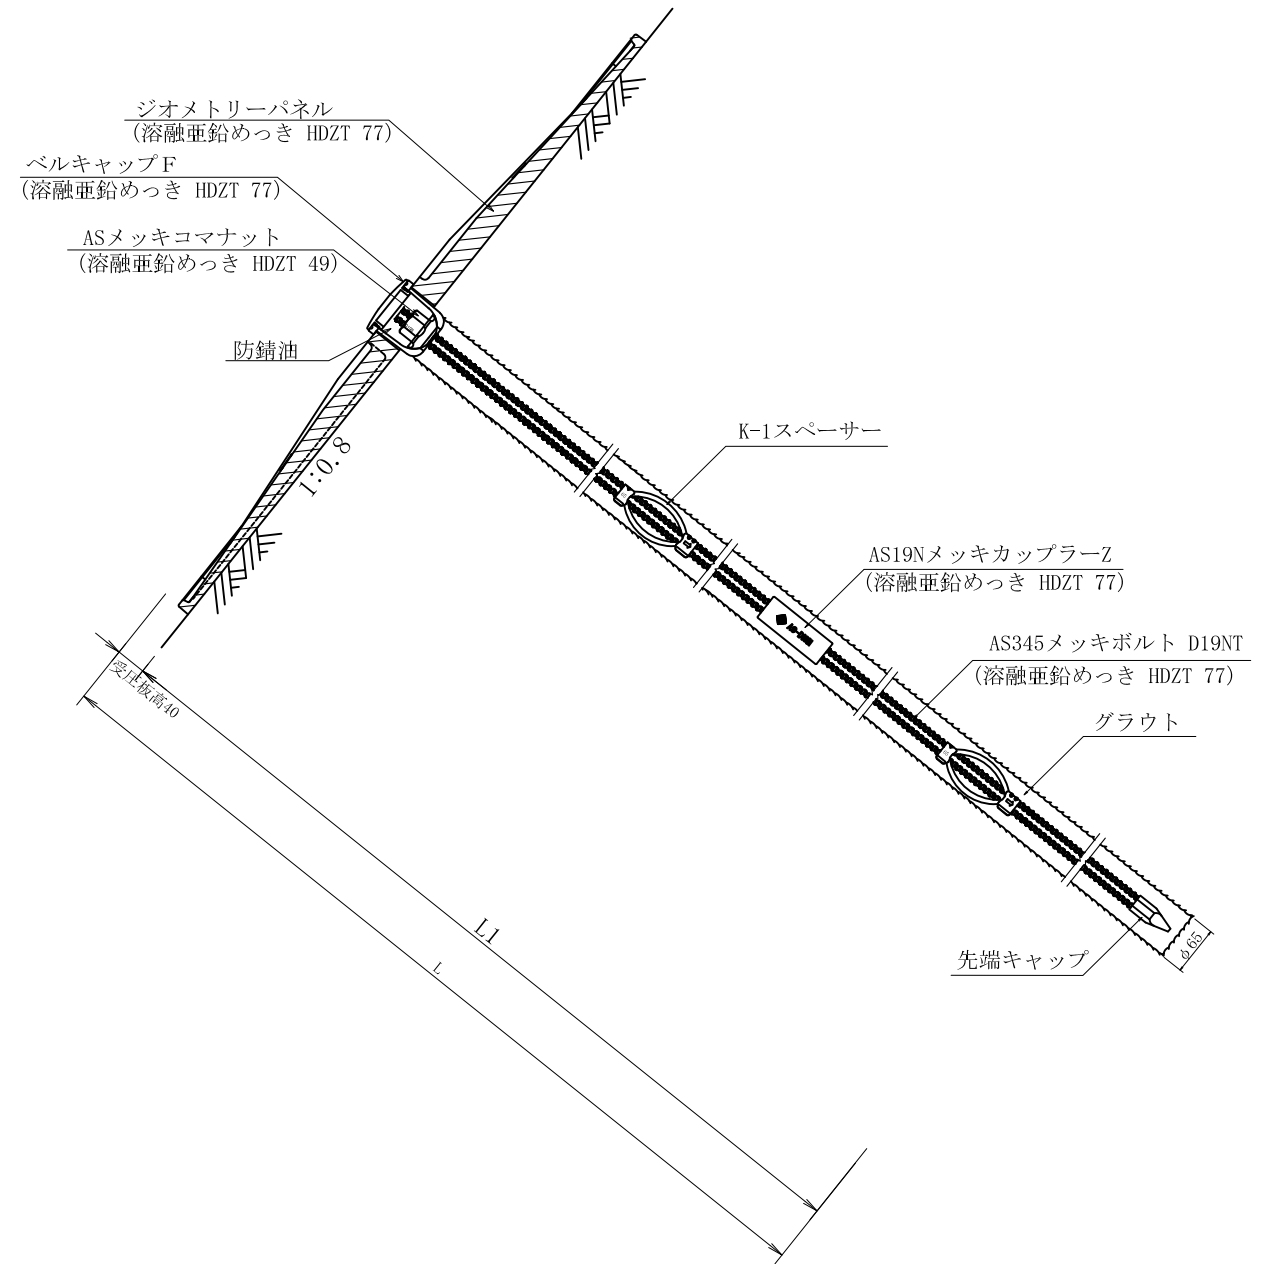 ジオメトリーパネル
(溶融亜鉛めっき HDZT 77)
ベルキャップF
(溶融亜鉛めっき HDZT 77)
ASメッキコマナット
(溶融亜鉛めっき HDZT 49)
防錆油
1:0.8
K-1スペーサー
AS19NメッキカップラーZ
(溶融亜鉛めっき HDZT 77)
AS345メッキボルト D19NT
(溶融亜鉛めっき HDZT 77)
グラウト
受圧板高40
L1
L
先端キャップ
φ65